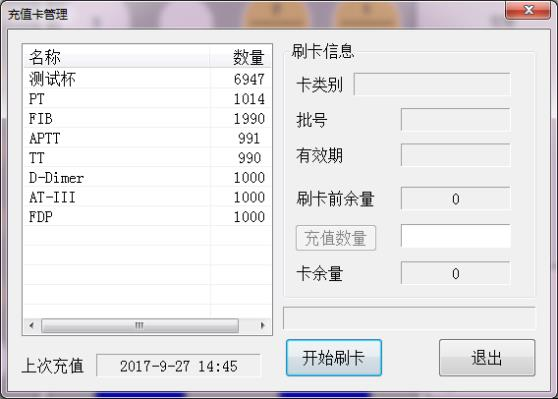 充值卡管理
名称 数量
测试杯 6947
PT 1014
FIB 1990
APTT 991
TT 990
D-Dimer 1000
AT-III 1000
FDP 1000
上次充值 2017-9-27 14:45
刷卡信息
卡类别
批号
有效期
刷卡前余量 0
充值数量
卡余量 0
开始刷卡 退出